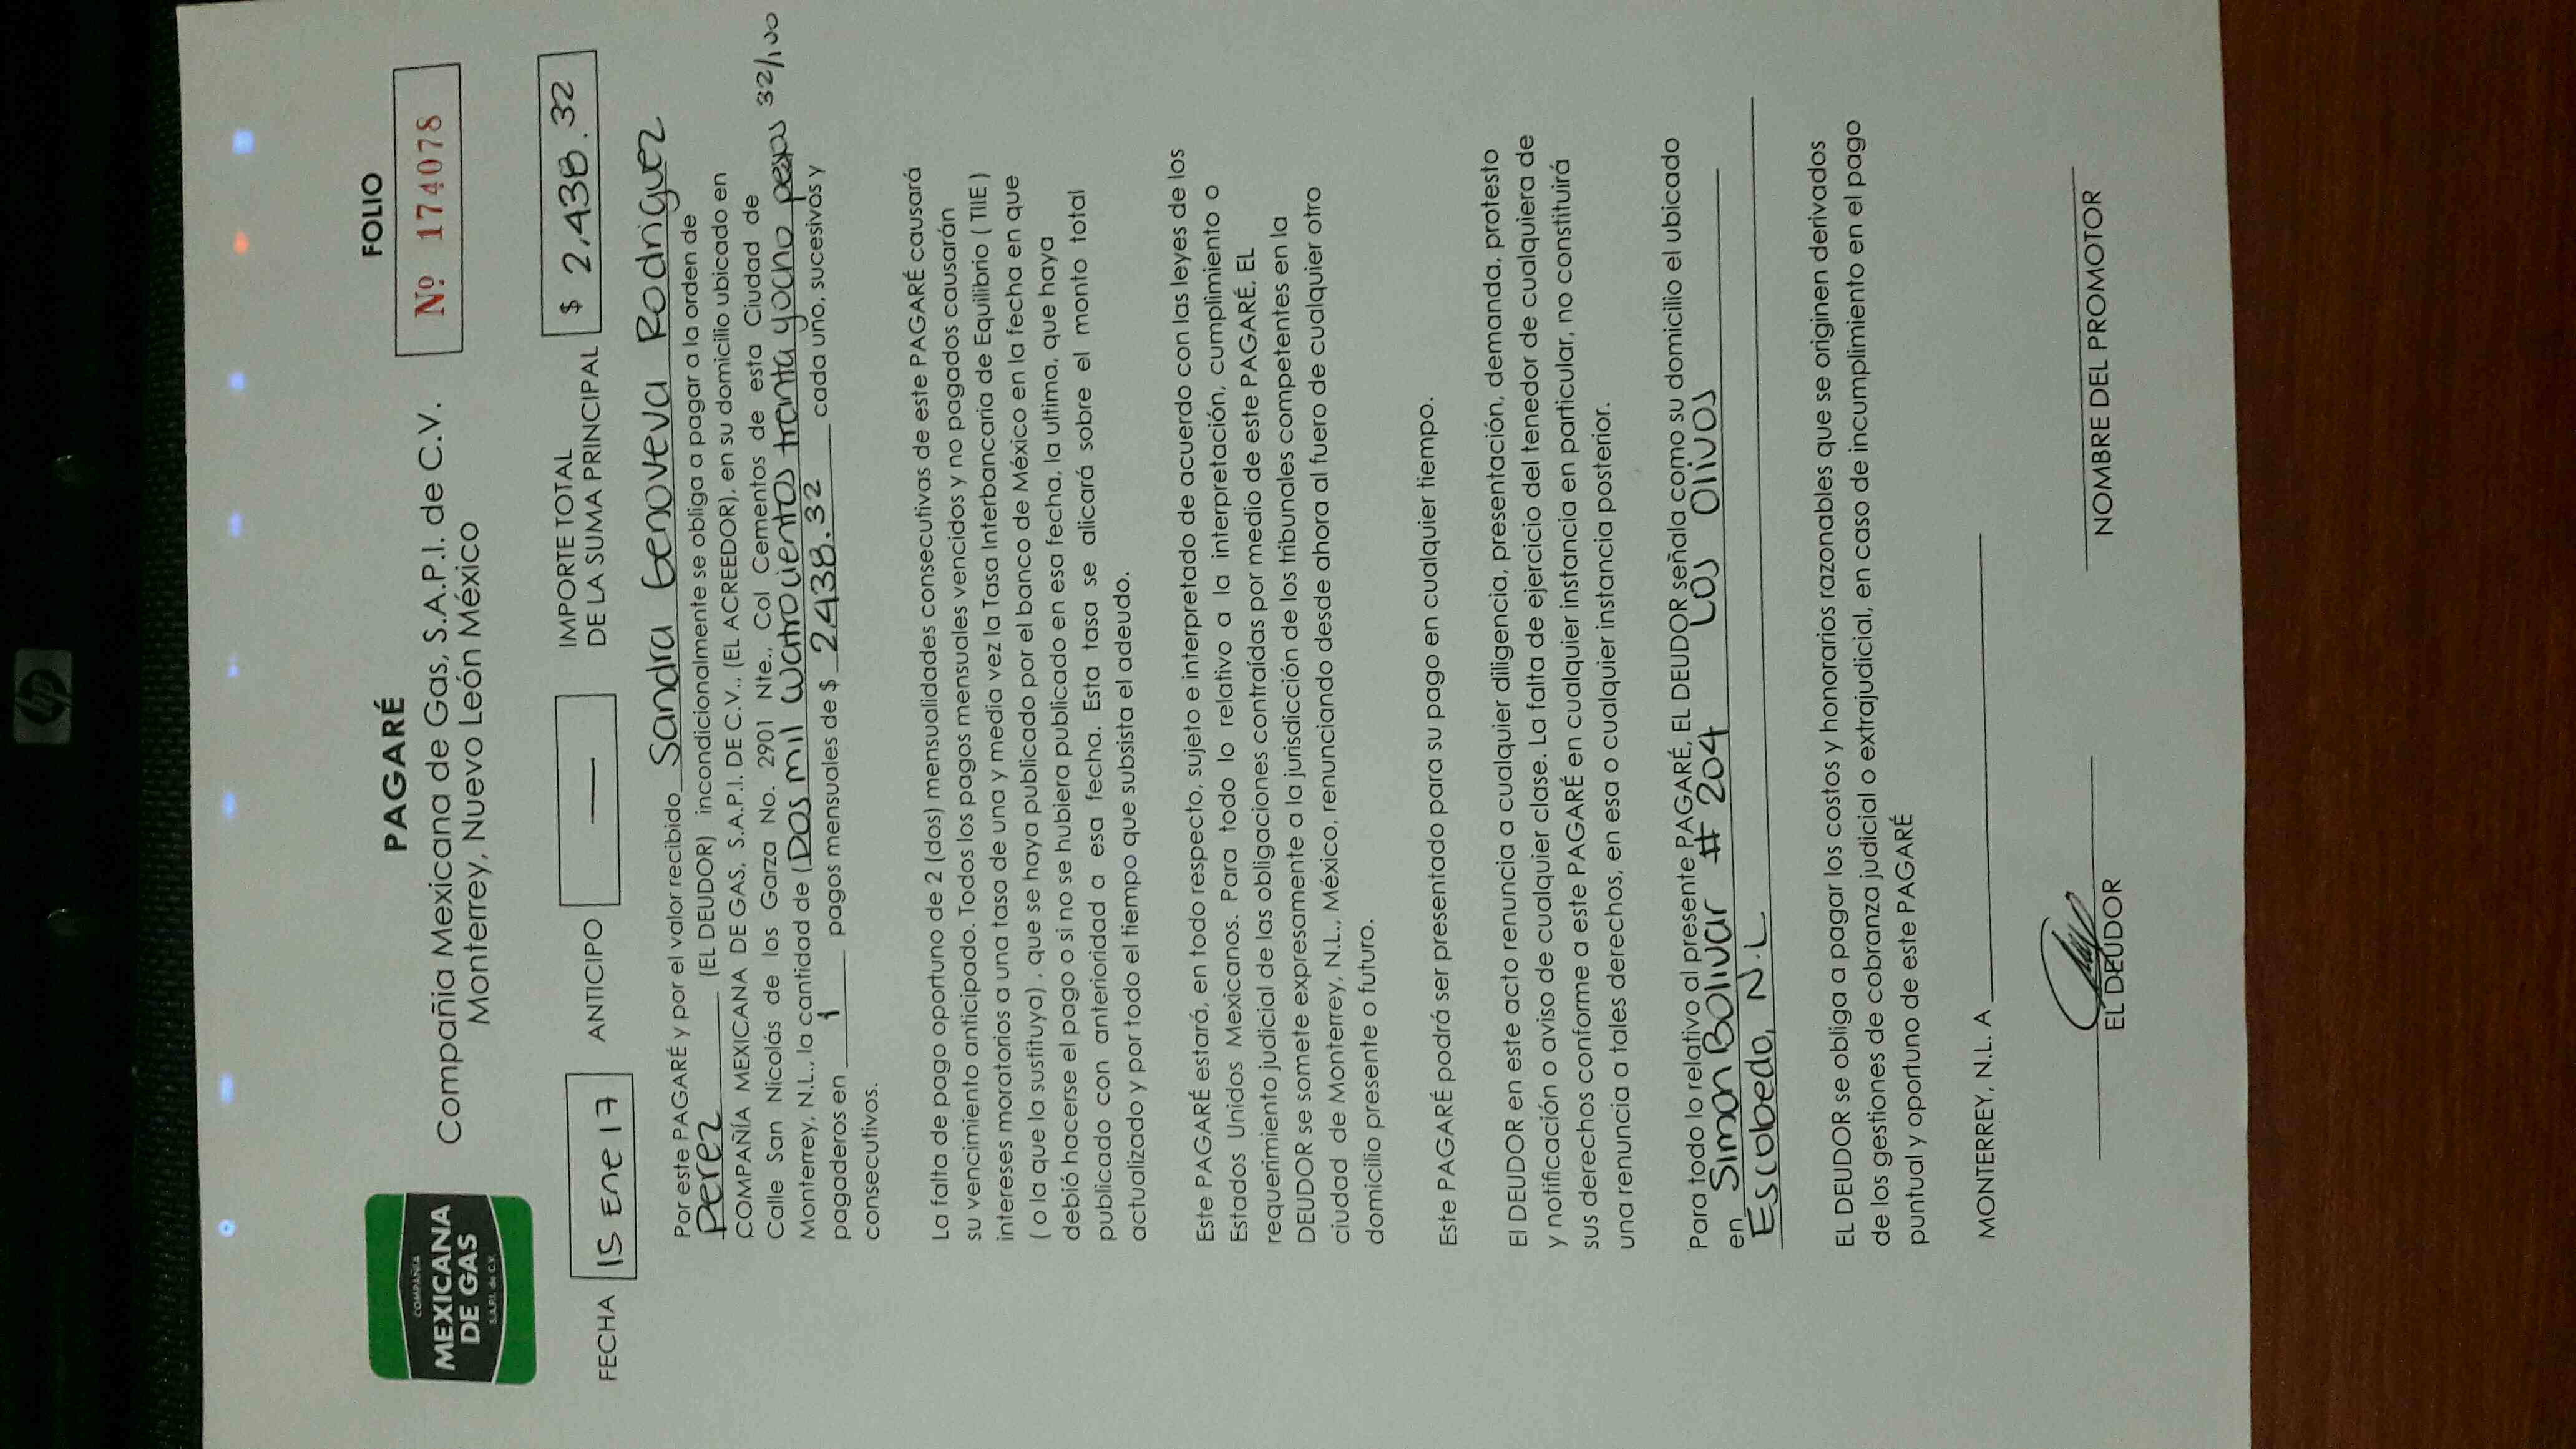 COMPAÑIA
MEXICANA
DE GAS
S.A.P.I. de C.V.
PAGARÉ
Compañia Mexicana de Gas, S.A.P.I. de C.V.
Monterrey, Nuevo León México
FOLIO
Nº 174078
FECHA 15 Ene 17 ANTICIPO — IMPORTE TOTAL
DE LA SUMA PRINCIPAL $ 2,438.32
Por este PAGARÉ y por el valor recibido Sandra Genoveva Rodriguez
Perez (EL DEUDOR) incondicionalmente se obliga a pagar a la orden de
COMPAÑÍA MEXICANA DE GAS, S.A.P.I. DE C.V., (EL ACREEDOR), en su domicilio ubicado en
Calle San Nicolás de los Garza No. 2901 Nte., Col Cementos de esta Ciudad de
Monterrey, N.L., la cantidad de (Dos mil cuatrocientos treinta y ocho pesos 32/100
pagaderos en 1 pagos mensuales de $ 2438.32 cada uno, sucesivos y
consecutivos.
La falta de pago oportuno de 2 (dos) mensualidades consecutivas de este PAGARÉ causará
su vencimiento anticipado. Todos los pagos mensuales vencidos y no pagados causarán
intereses moratorios a una tasa de una y media vez la Tasa Interbancaria de Equilibrio ( TIIE )
( o la que la sustituya) , que se haya publicado por el banco de México en la fecha en que
debió hacerse el pago o si no se hubiera publicado en esa fecha, la ultima, que haya
publicado con anterioridad a esa fecha. Esta tasa se alicará sobre el monto total
actualizado y por todo el tiempo que subsista el adeudo.
Este PAGARÉ estará, en todo respecto, sujeto e interpretado de acuerdo con las leyes de los
Estados Unidos Mexicanos. Para todo lo relativo a la interpretación, cumplimiento o
requerimiento judicial de las obligaciones contraídas por medio de este PAGARÉ, EL
DEUDOR se somete expresamente a la jurisdicción de los tribunales competentes en la
ciudad de Monterrey, N.L., México, renunciando desde ahora al fuero de cualquier otro
domicilio presente o futuro.
Este PAGARÉ podrá ser presentado para su pago en cualquier tiempo.
El DEUDOR en este acto renuncia a cualquier diligencia, presentación, demanda, protesto
y notificación o aviso de cualquier clase. La falta de ejercicio del tenedor de cualquiera de
sus derechos conforme a este PAGARÉ en cualquier instancia en particular, no constituirá
una renuncia a tales derechos, en esa o cualquier instancia posterior.
Para todo lo relativo al presente PAGARÉ, EL DEUDOR señala como su domicilio el ubicado
en Simon Bolivar # 204 Los Olivos
Escobedo, N.L
EL DEUDOR se obliga a pagar los costos y honorarios razonables que se originen derivados
de los gestiones de cobranza judicial o extrajudicial, en caso de incumplimiento en el pago
puntual y oportuno de este PAGARÉ
MONTERREY, N.L. A
EL DEUDOR
NOMBRE DEL PROMOTOR
hp